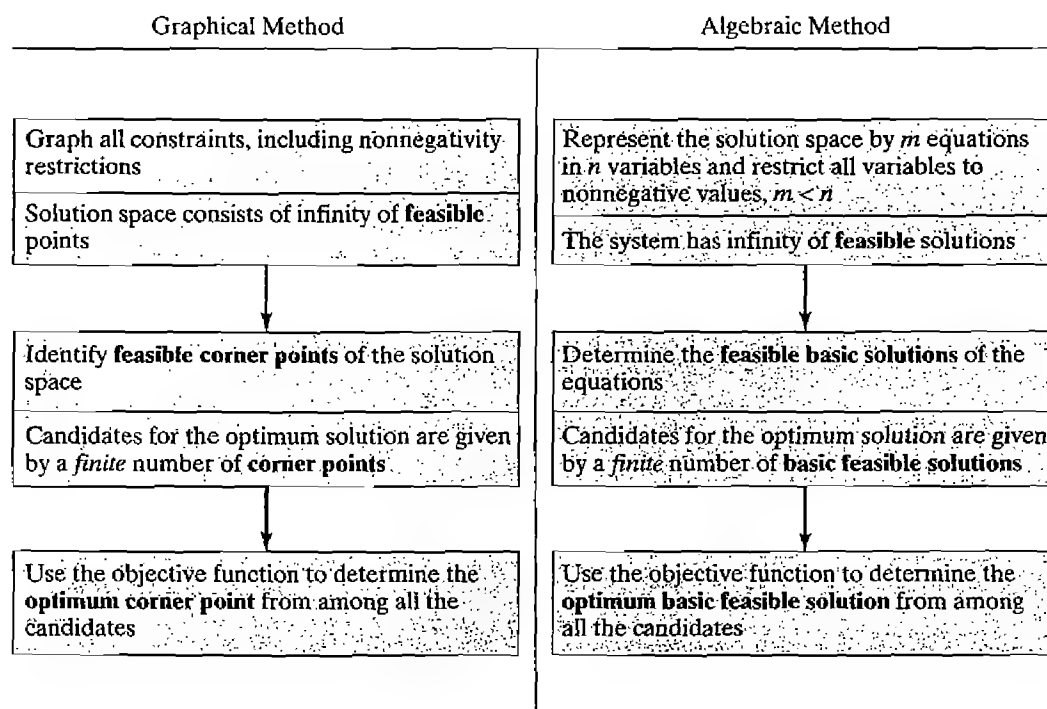 Graphical Method
Graph all constraints, including nonnegativity
restrictions
Solution space consists of infinity of feasible
points
Identify feasible corner points of the solution
space
Candidates for the optimum solution are given
by a finite number of corner points
Use the objective function to determine the
optimum corner point from among all the
candidates
Algebraic Method
Represent the solution space by m equations
in n variables and restrict all variables to
nonnegative values, m < n
The system has infinity of feasible solutions
Determine the feasible basic solutions of the
equations
Candidates for the optimum solution are given
by a finite number of basic feasible solutions
Use the objective function to determine the
optimum basic feasible solution from among
all the candidates